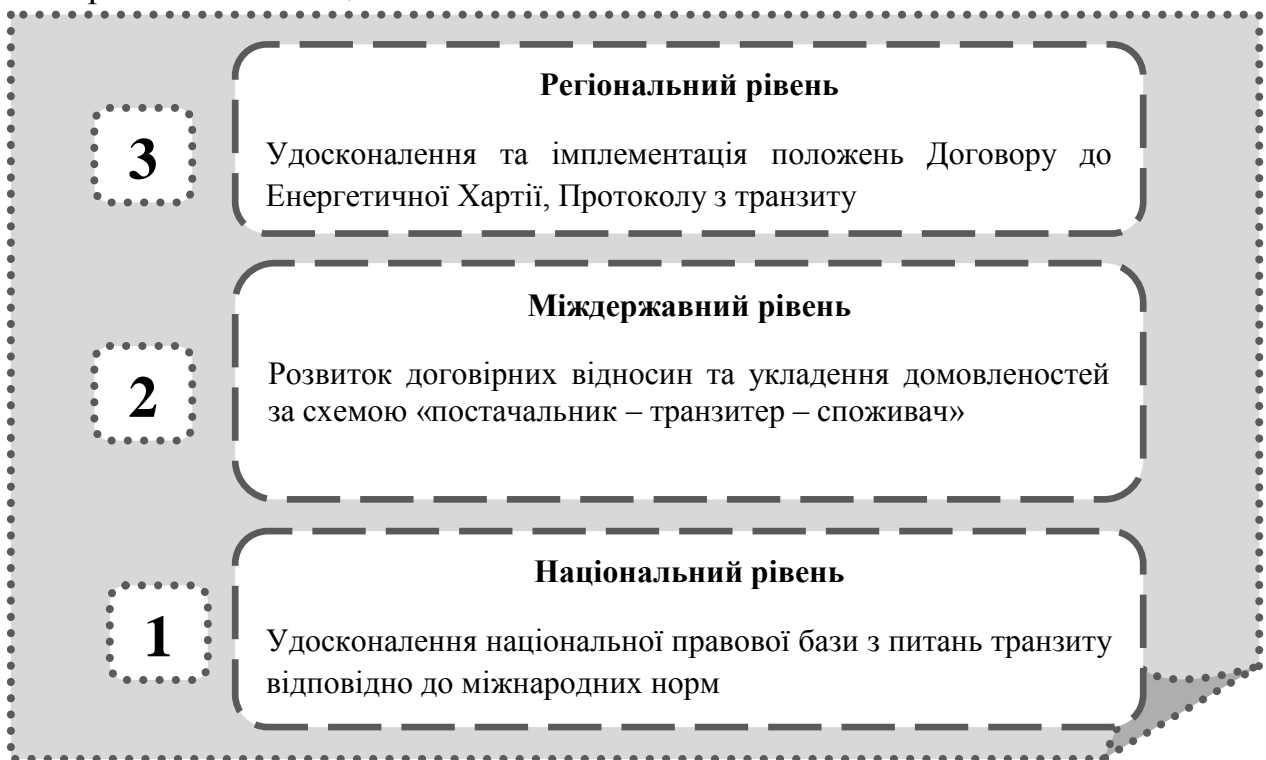 3
Регіональний рівень
Удосконалення та імплементація положень Договору до
Енергетичної Хартії, Протоколу з транзиту
2
Міждержавний рівень
Розвиток договірних відносин та укладення домовленостей
за схемою «постачальник – транзитер – споживач»
1
Національний рівень
Удосконалення національної правової бази з питань транзиту
відповідно до міжнародних норм